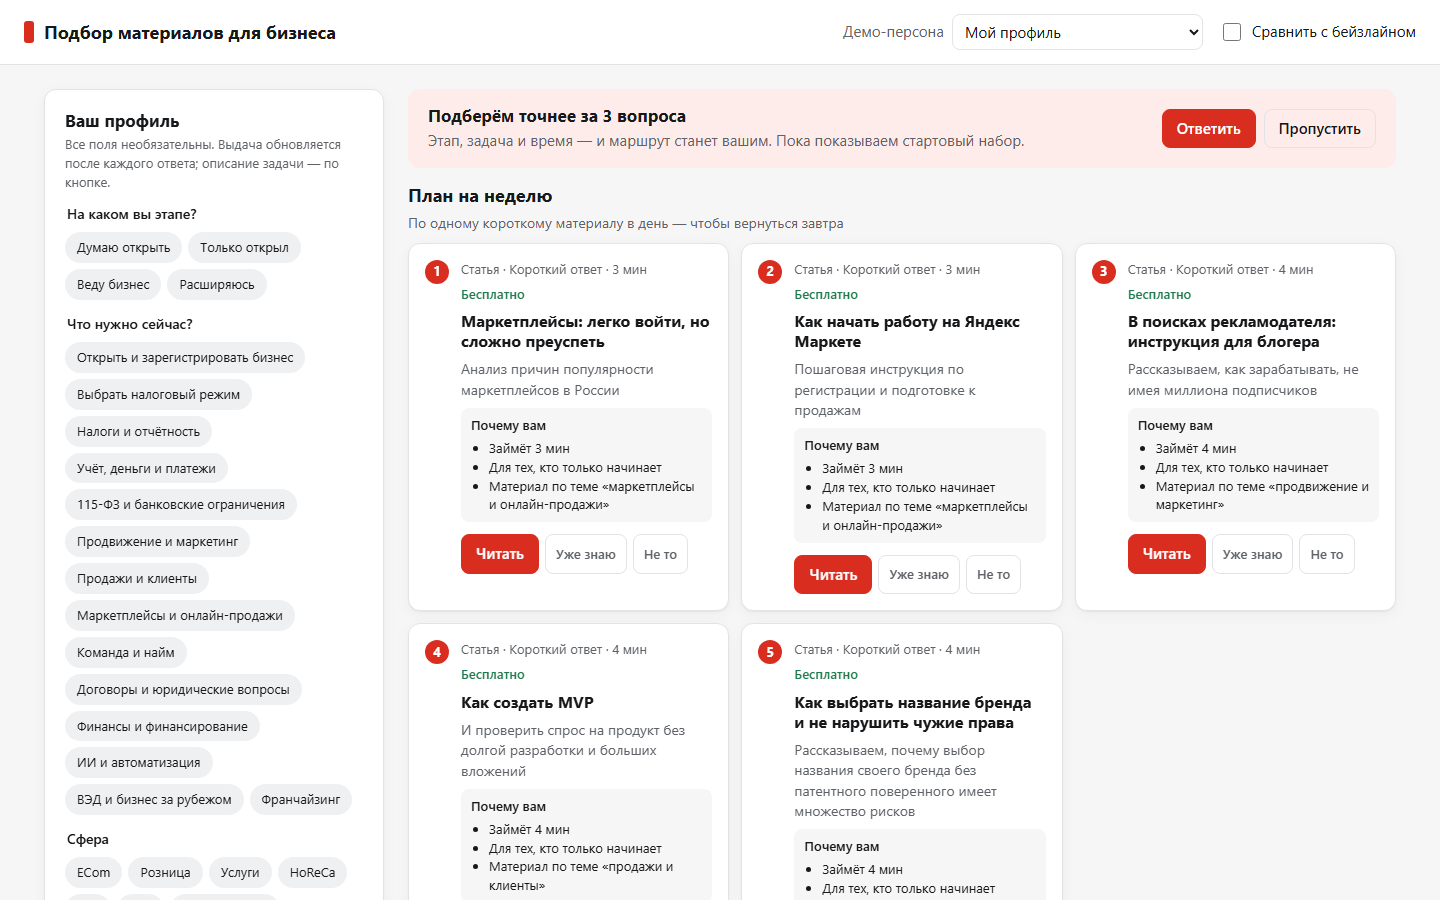 Подбор материалов для бизнеса
Демо-персона
Мой профиль
Сравнить с бейзлайном
Ваш профиль
Все поля необязательны. Выдача обновляется
после каждого ответа; описание задачи — по
кнопке.
На каком вы этапе?
Думаю открыть
Только открыл
Веду бизнес
Расширяюсь
Что нужно сейчас?
Открыть и зарегистрировать бизнес
Выбрать налоговый режим
Налоги и отчётность
Учёт, деньги и платежи
115-ФЗ и банковские ограничения
Продвижение и маркетинг
Продажи и клиенты
Маркетплейсы и онлайн-продажи
Команда и найм
Договоры и юридические вопросы
Финансы и финансирование
ИИ и автоматизация
ВЭД и бизнес за рубежом
Франчайзинг
Сфера
ECom
Розница
Услуги
HoReCa
Подберём точнее за 3 вопроса
Этап, задача и время — и маршрут станет вашим. Пока показываем стартовый набор.
Ответить
Пропустить
План на неделю
По одному короткому материалу в день — чтобы вернуться завтра
1
Статья · Короткий ответ · 3 мин
Бесплатно
Маркетплейсы: легко войти, но
сложно преуспеть
Анализ причин популярности
маркетплейсов в России
Почему вам
• Займёт 3 мин
• Для тех, кто только начинает
• Материал по теме «маркетплейсы
и онлайн-продажи»
Читать
Уже знаю
Не то
2
Статья · Короткий ответ · 3 мин
Бесплатно
Как начать работу на Яндекс
Маркете
Пошаговая инструкция по
регистрации и подготовке к
продажам
Почему вам
• Займёт 3 мин
• Для тех, кто только начинает
• Материал по теме «маркетплейсы
и онлайн-продажи»
Читать
Уже знаю
Не то
3
Статья · Короткий ответ · 4 мин
Бесплатно
В поисках рекламодателя:
инструкция для блогера
Рассказываем, как зарабатывать, не
имея миллиона подписчиков
Почему вам
• Займёт 4 мин
• Для тех, кто только начинает
• Материал по теме «продвижение и
маркетинг»
Читать
Уже знаю
Не то
4
Статья · Короткий ответ · 4 мин
Бесплатно
Как создать MVP
И проверить спрос на продукт без
долгой разработки и больших
вложений
Почему вам
• Займёт 4 мин
• Для тех, кто только начинает
• Материал по теме «продажи и
клиенты»
5
Статья · Короткий ответ · 4 мин
Бесплатно
Как выбрать название бренда
и не нарушить чужие права
Рассказываем, почему выбор
названия своего бренда без
патентного поверенного имеет
множество рисков
Почему вам
• Займёт 4 мин
• Для тех, кто только начинает